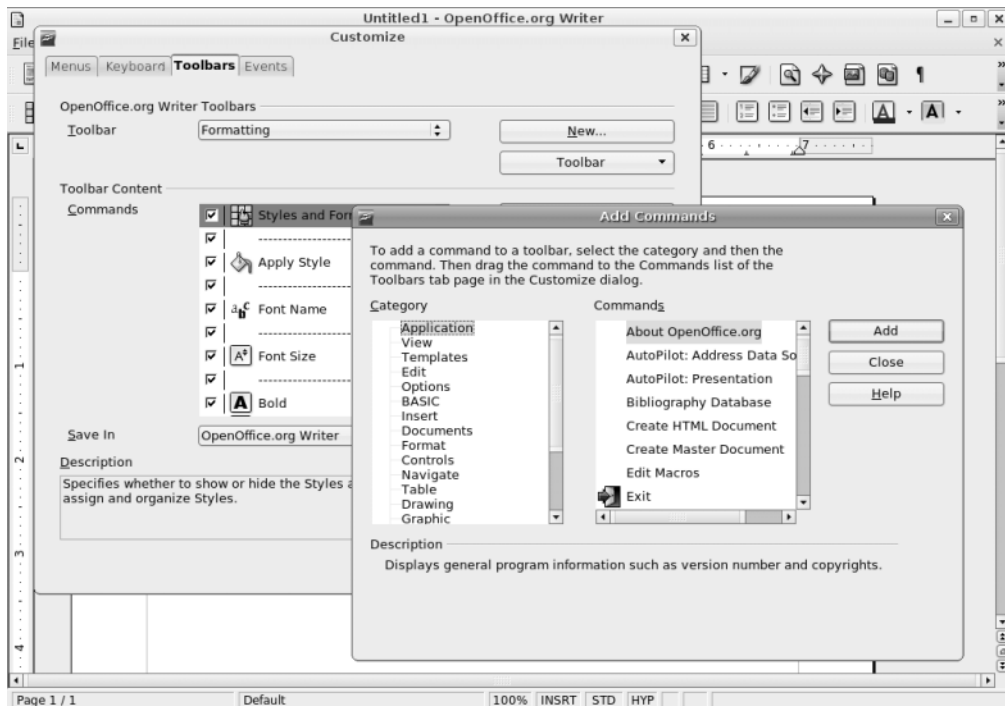 Untitled1 - OpenOffice.org Writer
File
Customize
Menus Keyboard Toolbars Events
OpenOffice.org Writer Toolbars
Toolbar Formatting New...
Toolbar
6 7
Toolbar Content
Commands Styles and For
Apply Style
Font Name
Font Size
Bold
Save In OpenOffice.org Writer
Description
Specifies whether to show or hide the Styles a
assign and organize Styles.
Add Commands
To add a command to a toolbar, select the category and then the
command. Then drag the command to the Commands list of the
Toolbars tab page in the Customize dialog.
Category
Application
View
Templates
Edit
Options
BASIC
Insert
Documents
Format
Controls
Navigate
Table
Drawing
Graphic
Commands
About OpenOffice.org
AutoPilot: Address Data So
AutoPilot: Presentation
Bibliography Database
Create HTML Document
Create Master Document
Edit Macros
Exit
Add
Close
Help
Description
Displays general program information such as version number and copyrights.
1
2
3
4
Page 1 / 1 Default 100% INSRT STD HYP